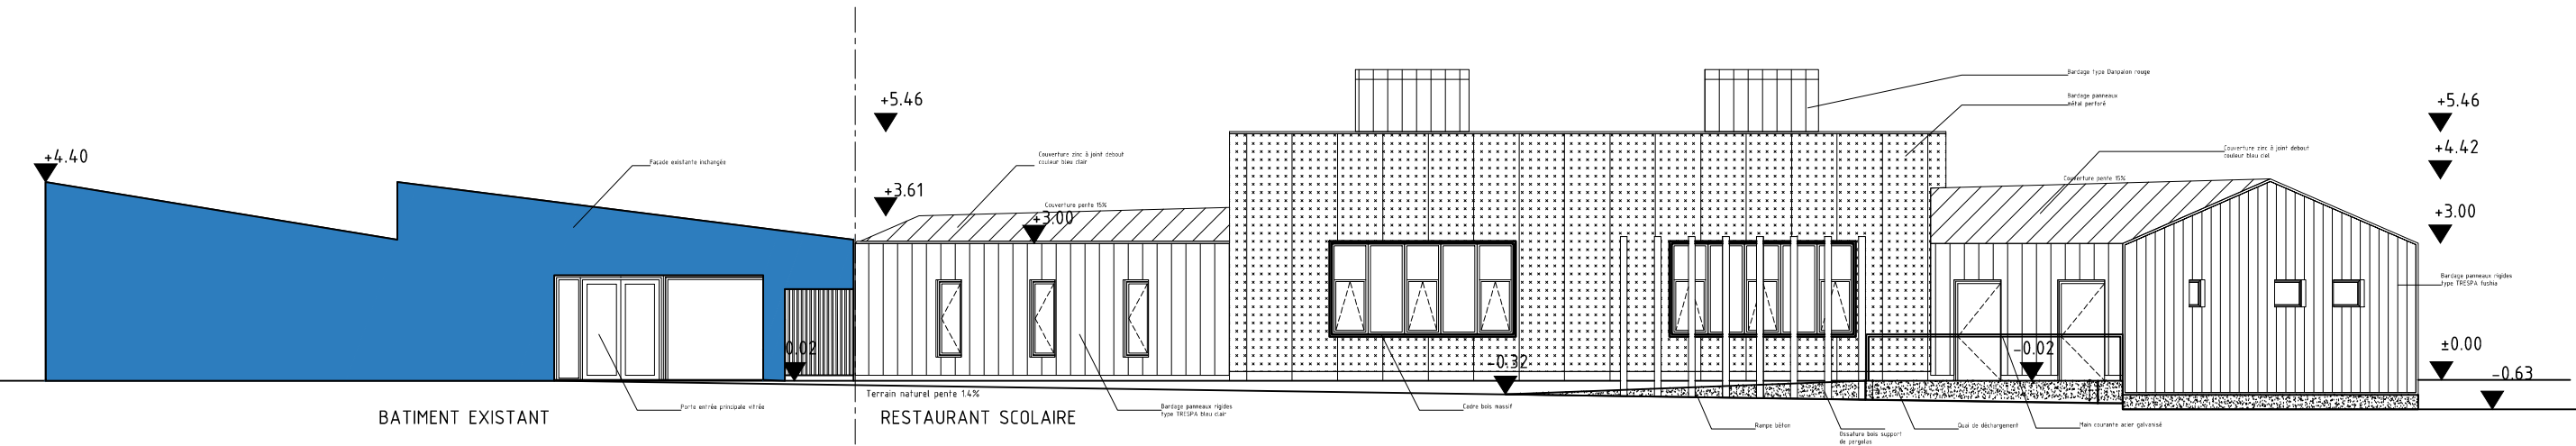 +4.40
Facade existante inchangée
+5.46
+3.61
Couverture zinc à joint debout
couleur bleu clair
Couverture pente 15%
+3.00
Bardage type Danpalon rouge
Bardage panneaux
métal perforé
Couverture zinc à joint debout
couleur bleu ciel
Couverture pente 15%
+5.46
+4.42
+3.00
Bardage panneaux rigides
type TRESPA fushia
±0.00
-0.63
0.02
-0.32
-0.02
Terrain naturel pente 1.4%
BATIMENT EXISTANT
Porte entrée principale vitrée
RESTAURANT SCOLAIRE
Bardage panneaux rigides
type TRESPA bleu clair
Cadre bois massif
Rampe béton
Ossature bois support
de pergolas
Quai de déchargement
Main courante acier galvanisé